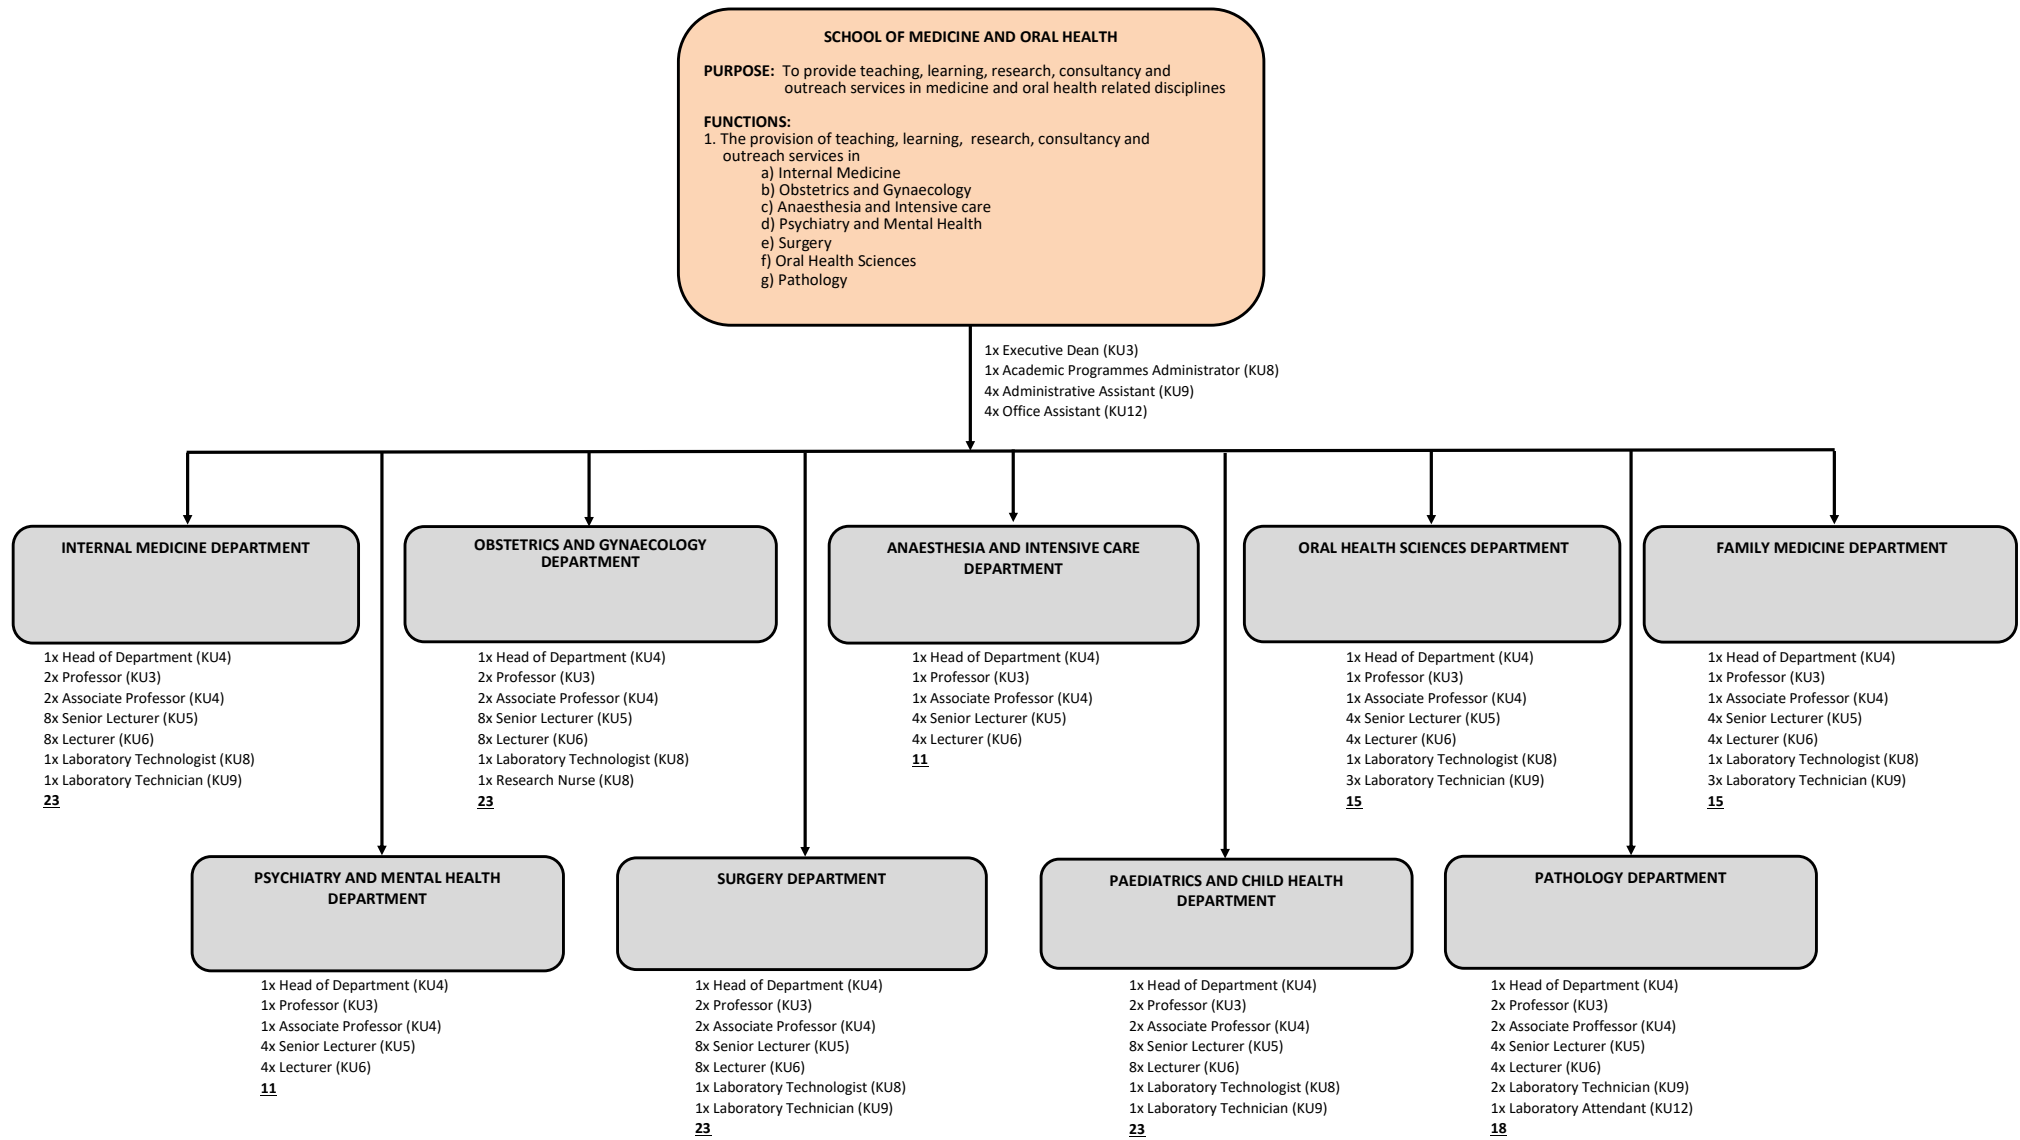 SCHOOL OF MEDICINE AND ORAL HEALTH
PURPOSE: To provide teaching, learning, research, consultancy and
outreach services in medicine and oral health related disciplines
FUNCTIONS:
1. The provision of teaching, learning, research, consultancy and
outreach services in
a) Internal Medicine
b) Obstetrics and Gynaecology
c) Anaesthesia and Intensive care
d) Psychiatry and Mental Health
e) Surgery
f) Oral Health Sciences
g) Pathology
1x Executive Dean (KU3)
1x Academic Programmes Administrator (KU8)
4x Administrative Assistant (KU9)
4x Office Assistant (KU12)
INTERNAL MEDICINE DEPARTMENT
1x Head of Department (KU4)
2x Professor (KU3)
2x Associate Professor (KU4)
8x Senior Lecturer (KU5)
8x Lecturer (KU6)
1x Laboratory Technologist (KU8)
1x Laboratory Technician (KU9)
23
OBSTETRICS AND GYNAECOLOGY
DEPARTMENT
1x Head of Department (KU4)
2x Professor (KU3)
2x Associate Professor (KU4)
8x Senior Lecturer (KU5)
8x Lecturer (KU6)
1x Laboratory Technologist (KU8)
1x Research Nurse (KU8)
23
ANAESTHESIA AND INTENSIVE CARE
DEPARTMENT
1x Head of Department (KU4)
1x Professor (KU3)
1x Associate Professor (KU4)
4x Senior Lecturer (KU5)
4x Lecturer (KU6)
11
ORAL HEALTH SCIENCES DEPARTMENT
1x Head of Department (KU4)
1x Professor (KU3)
1x Associate Professor (KU4)
4x Senior Lecturer (KU5)
4x Lecturer (KU6)
1x Laboratory Technologist (KU8)
3x Laboratory Technician (KU9)
15
FAMILY MEDICINE DEPARTMENT
1x Head of Department (KU4)
1x Professor (KU3)
1x Associate Professor (KU4)
4x Senior Lecturer (KU5)
4x Lecturer (KU6)
1x Laboratory Technologist (KU8)
3x Laboratory Technician (KU9)
15
PSYCHIATRY AND MENTAL HEALTH
DEPARTMENT
1x Head of Department (KU4)
1x Professor (KU3)
1x Associate Professor (KU4)
4x Senior Lecturer (KU5)
4x Lecturer (KU6)
11
SURGERY DEPARTMENT
1x Head of Department (KU4)
2x Professor (KU3)
2x Associate Professor (KU4)
8x Senior Lecturer (KU5)
8x Lecturer (KU6)
1x Laboratory Technologist (KU8)
1x Laboratory Technician (KU9)
23
PAEDIATRICS AND CHILD HEALTH
DEPARTMENT
1x Head of Department (KU4)
2x Professor (KU3)
2x Associate Professor (KU4)
8x Senior Lecturer (KU5)
8x Lecturer (KU6)
1x Laboratory Technologist (KU8)
1x Laboratory Technician (KU9)
23
PATHOLOGY DEPARTMENT
1x Head of Department (KU4)
2x Professor (KU3)
2x Associate Proffessor (KU4)
4x Senior Lecturer (KU5)
4x Lecturer (KU6)
2x Laboratory Technician (KU9)
1x Laboratory Attendant (KU12)
18